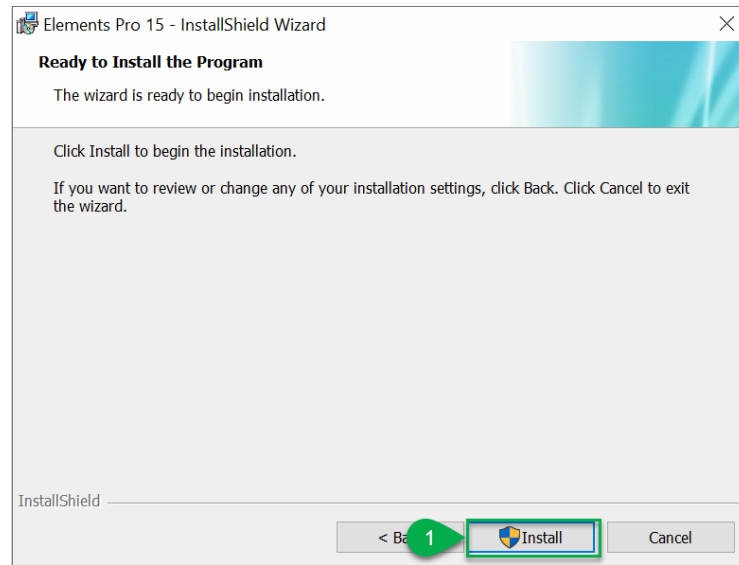 Elements Pro 15 - InstallShield Wizard
Ready to Install the Program
The wizard is ready to begin installation.
Click Install to begin the installation.
If you want to review or change any of your installation settings, click Back. Click Cancel to exit
the wizard.
InstallShield
< Ba 1 Install Cancel